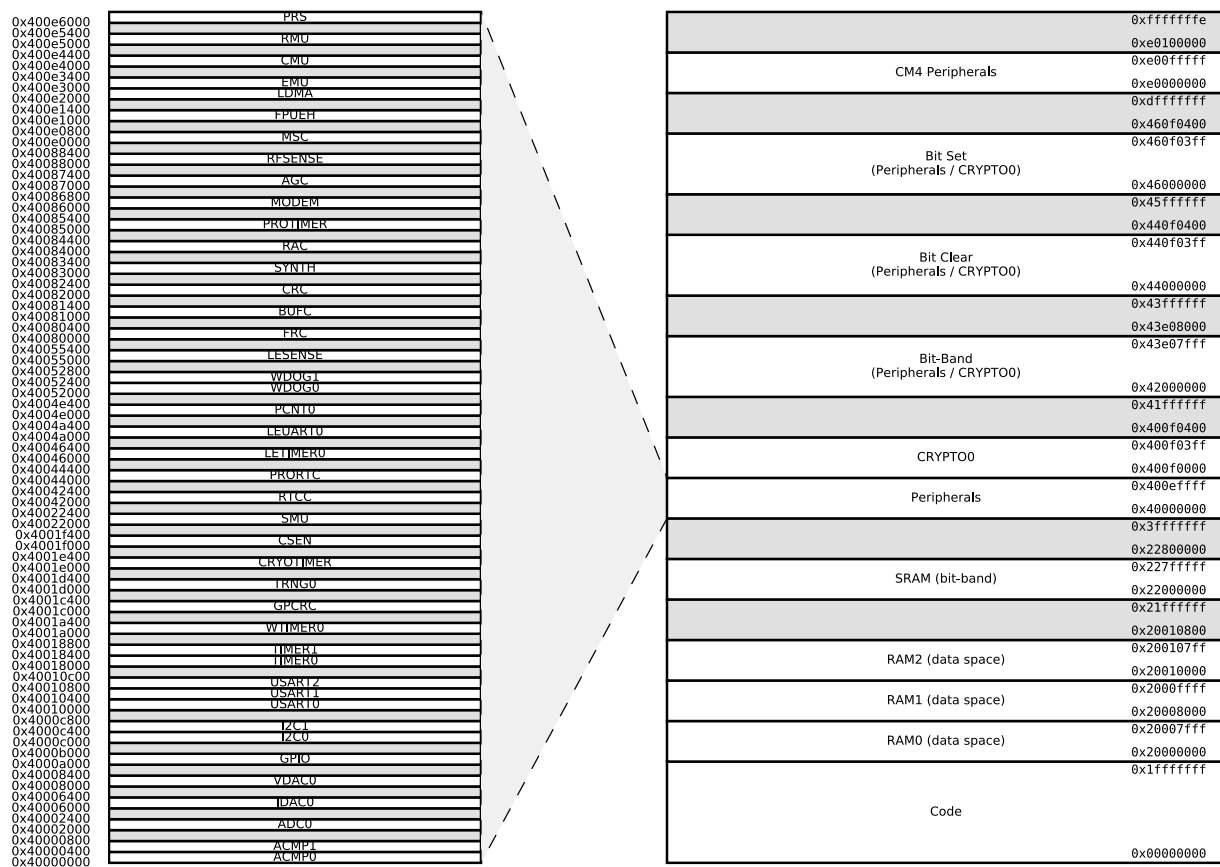 PRS
0x400e6000
0x400e5400
RMU
0x400e5000
0x400e4400
CMU
0x400e4000
0x400e3400
EMU
0x400e3000
LDMA
0x400e2000
0x400e1400
FPUEH
0x400e1000
0x400e0800
MSC
0x400e0000
0x40088400
RFSENSE
0x40088000
0x40087400
AGC
0x40087000
0x40086800
MODEM
0x40086000
0x40085400
PROTIMER
0x40085000
0x40084400
RAC
0x40084000
0x40083400
SYNTH
0x40083000
0x40082400
CRC
0x40082000
0x40081400
BUFC
0x40081000
0x40080400
FRC
0x40080000
0x40055400
LESENSE
0x40055000
0x40052800
WDOG1
0x40052400
WDOG0
0x40052000
0x4004e400
PCNT0
0x4004e000
0x4004a400
LEUART0
0x4004a000
0x40046400
LETIMER0
0x40046000
0x40044400
PRORTC
0x40044000
0x40042400
RTCC
0x40042000
0x40022400
SMU
0x40022000
0x4001f400
CSEN
0x4001f000
0x4001e400
CRYOTIMER
0x4001e000
0x4001d400
TRNG0
0x4001d000
0x4001c400
GPCRC
0x4001c000
0x4001a400
WTIMER0
0x4001a000
0x40018800
TIMER1
0x40018400
TIMER0
0x40018000
0x40010c00
USART2
0x40010800
USART1
0x40010400
USART0
0x40010000
0x4000c800
I2C1
0x4000c400
I2C0
0x4000c000
0x4000b000
GPIO
0x4000a000
0x40008400
VDAC0
0x40008000
0x40006400
IDAC0
0x40006000
0x40002400
ADC0
0x40002000
0x40000800
ACMP1
0x40000400
ACMP0
0x40000000
0xfffffffe
0xe0100000
0xe00fffff
CM4 Peripherals
0xe0000000
0xdfffffff
0x460f0400
0x460f03ff
Bit Set
(Peripherals / CRYPTO0)
0x46000000
0x45ffffff
0x440f0400
0x440f03ff
Bit Clear
(Peripherals / CRYPTO0)
0x44000000
0x43ffffff
0x43e08000
0x43e07fff
Bit-Band
(Peripherals / CRYPTO0)
0x42000000
0x41ffffff
0x400f0400
0x400f03ff
CRYPTO0
0x400f0000
0x400effff
Peripherals
0x40000000
0x3fffffff
0x22800000
0x227fffff
SRAM (bit-band)
0x22000000
0x21ffffff
0x20010800
0x200107ff
RAM2 (data space)
0x20010000
0x2000ffff
RAM1 (data space)
0x20008000
0x20007fff
RAM0 (data space)
0x20000000
0x1fffffff
Code
0x00000000